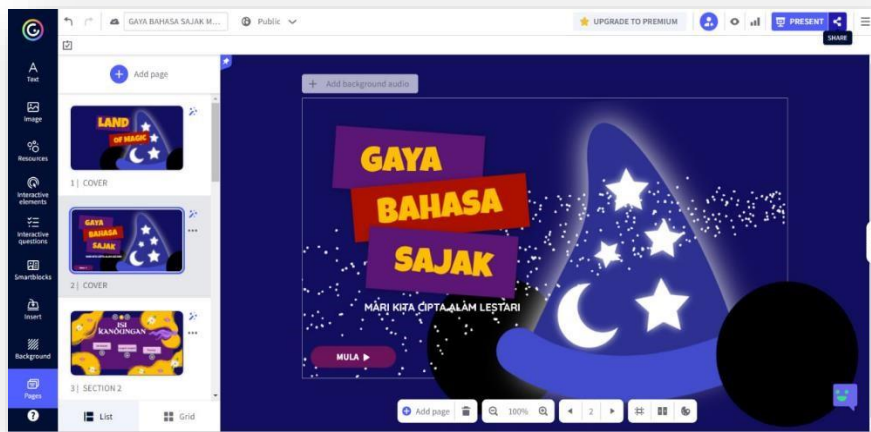 GAYA BAHASA SAJAK M...
Public
UPGRADE TO PREMIUM
PRESENT
SHARE
Text
Image
Resources
Interactive
elements
Interactive
questions
Smartblocks
Insert
Background
Pages
Add page
LAND
OF MAGIC
1 | COVER
GAYA
BAHASA
SAJAK
2 | COVER
ISI
KANDUNGAN
3 | SECTION 2
List
Grid
Add background audio
GAYA
BAHASA
SAJAK
MARI KITA CIPTA ALAM LESTARI
MULA
Add page
100%
2